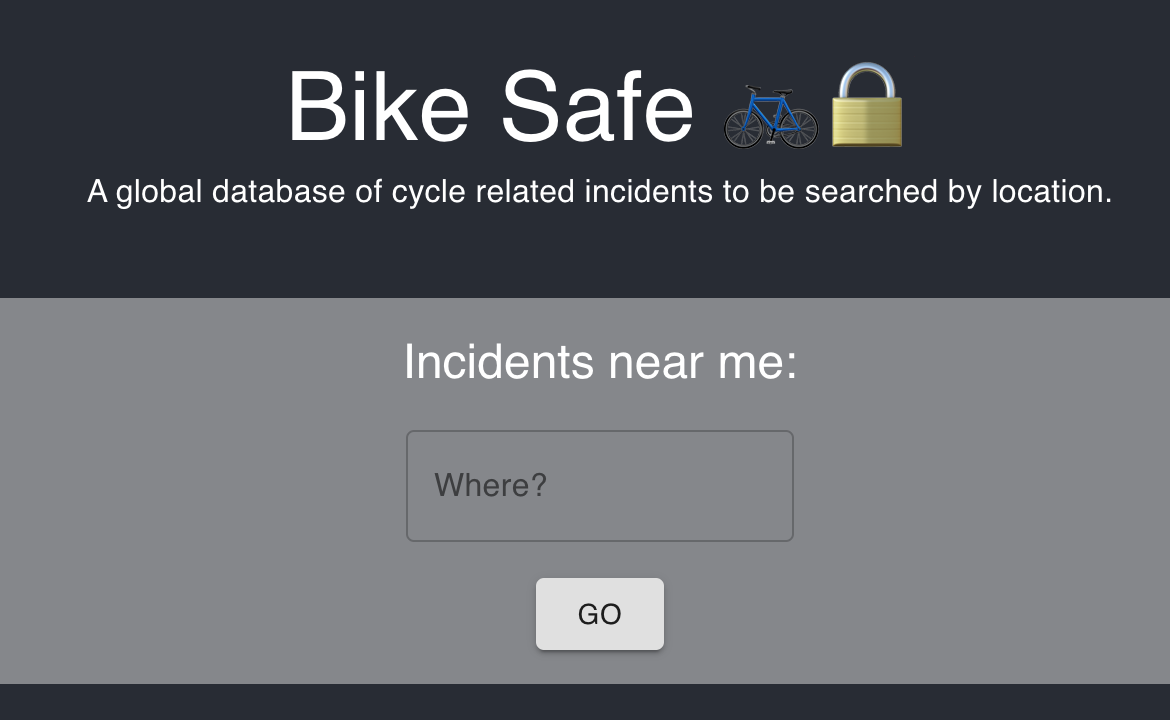 Bike Safe 🚲🔒
A global database of cycle related incidents to be searched by location.
Incidents near me:
Where?
GO